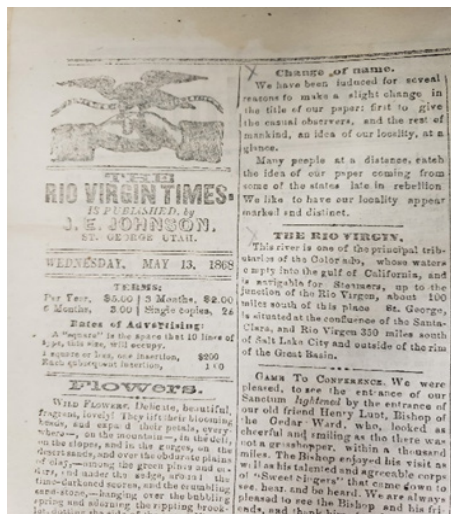 THE
RIO VIRGIN TIMES.
IS PUBLISHED, by
J. E. JOHNSON.
ST. GEORGE UTAH.
WEDNESDAY, MAY 13, 1868
TERMS:
Per Year, $5.00 | 3 Months, $2.00
6 Months, 3 00 | Single copies, 25
Rates of Advertising:
A "square" is the space that 10 lines of
type, this size, will occupy.
1 square or less, one insertion, $200
Each subsequent insertion, 1 00
Flowers.
WILD FLOWERS. Delicate, beautiful,
fragrant, lovely! They lift their blooming
heads, and expand their petals, every-
where—, on the mountain—, in the dell,
on the slopes, and in the gorges, on the
desert sands, and over the obdurate plains
of clay,—among the green pines and
and under the sedge, around the
time-darkened and the crumbling
sand-stone,—hanging over the bubbling
spring and adorning the rippling brook-
Change of name.
We have been induced for seveal
reasons to make a slight change in
the title of our paper: first to give
the casual observers, and the rest of
mankind, an idea of our locality, at a
glance.
Many people at a distance, catch
the idea of our paper coming from
some of the states late in rebellion
We like to have our locality appear
marked and distinct.
THE RIO VIRGIN.
This river is one of the principal trib-
utaries of the Colorado, whose waters
empty into the gulf of California, and
is navigable for Steamers, up to the
junction of the Rio Virgen, about 100
miles south of this place St. George,
is situated at the confluence of the Santa-
Clara, and Rio Virgen 350 miles south
of Salt Lake City and outside of the rim
of the Great Basin.
GAME TO CONFERENCE. We were
pleased, to see the entrance of our
Sanctum lightened by the entrance of
our old friend Henry Lunt, Bishop of
the Cedar Ward, who, looked as
cheerful and smiling as tho there was
not a grasshopper, within a thousand
miles. The Bishop enjoyed his visit as
well as his talented and agreeable corps
of "Sweet Singers" that came down to
see, hear, and be heard. We are always
pleased to see the Bishop and his fri-
ends, and